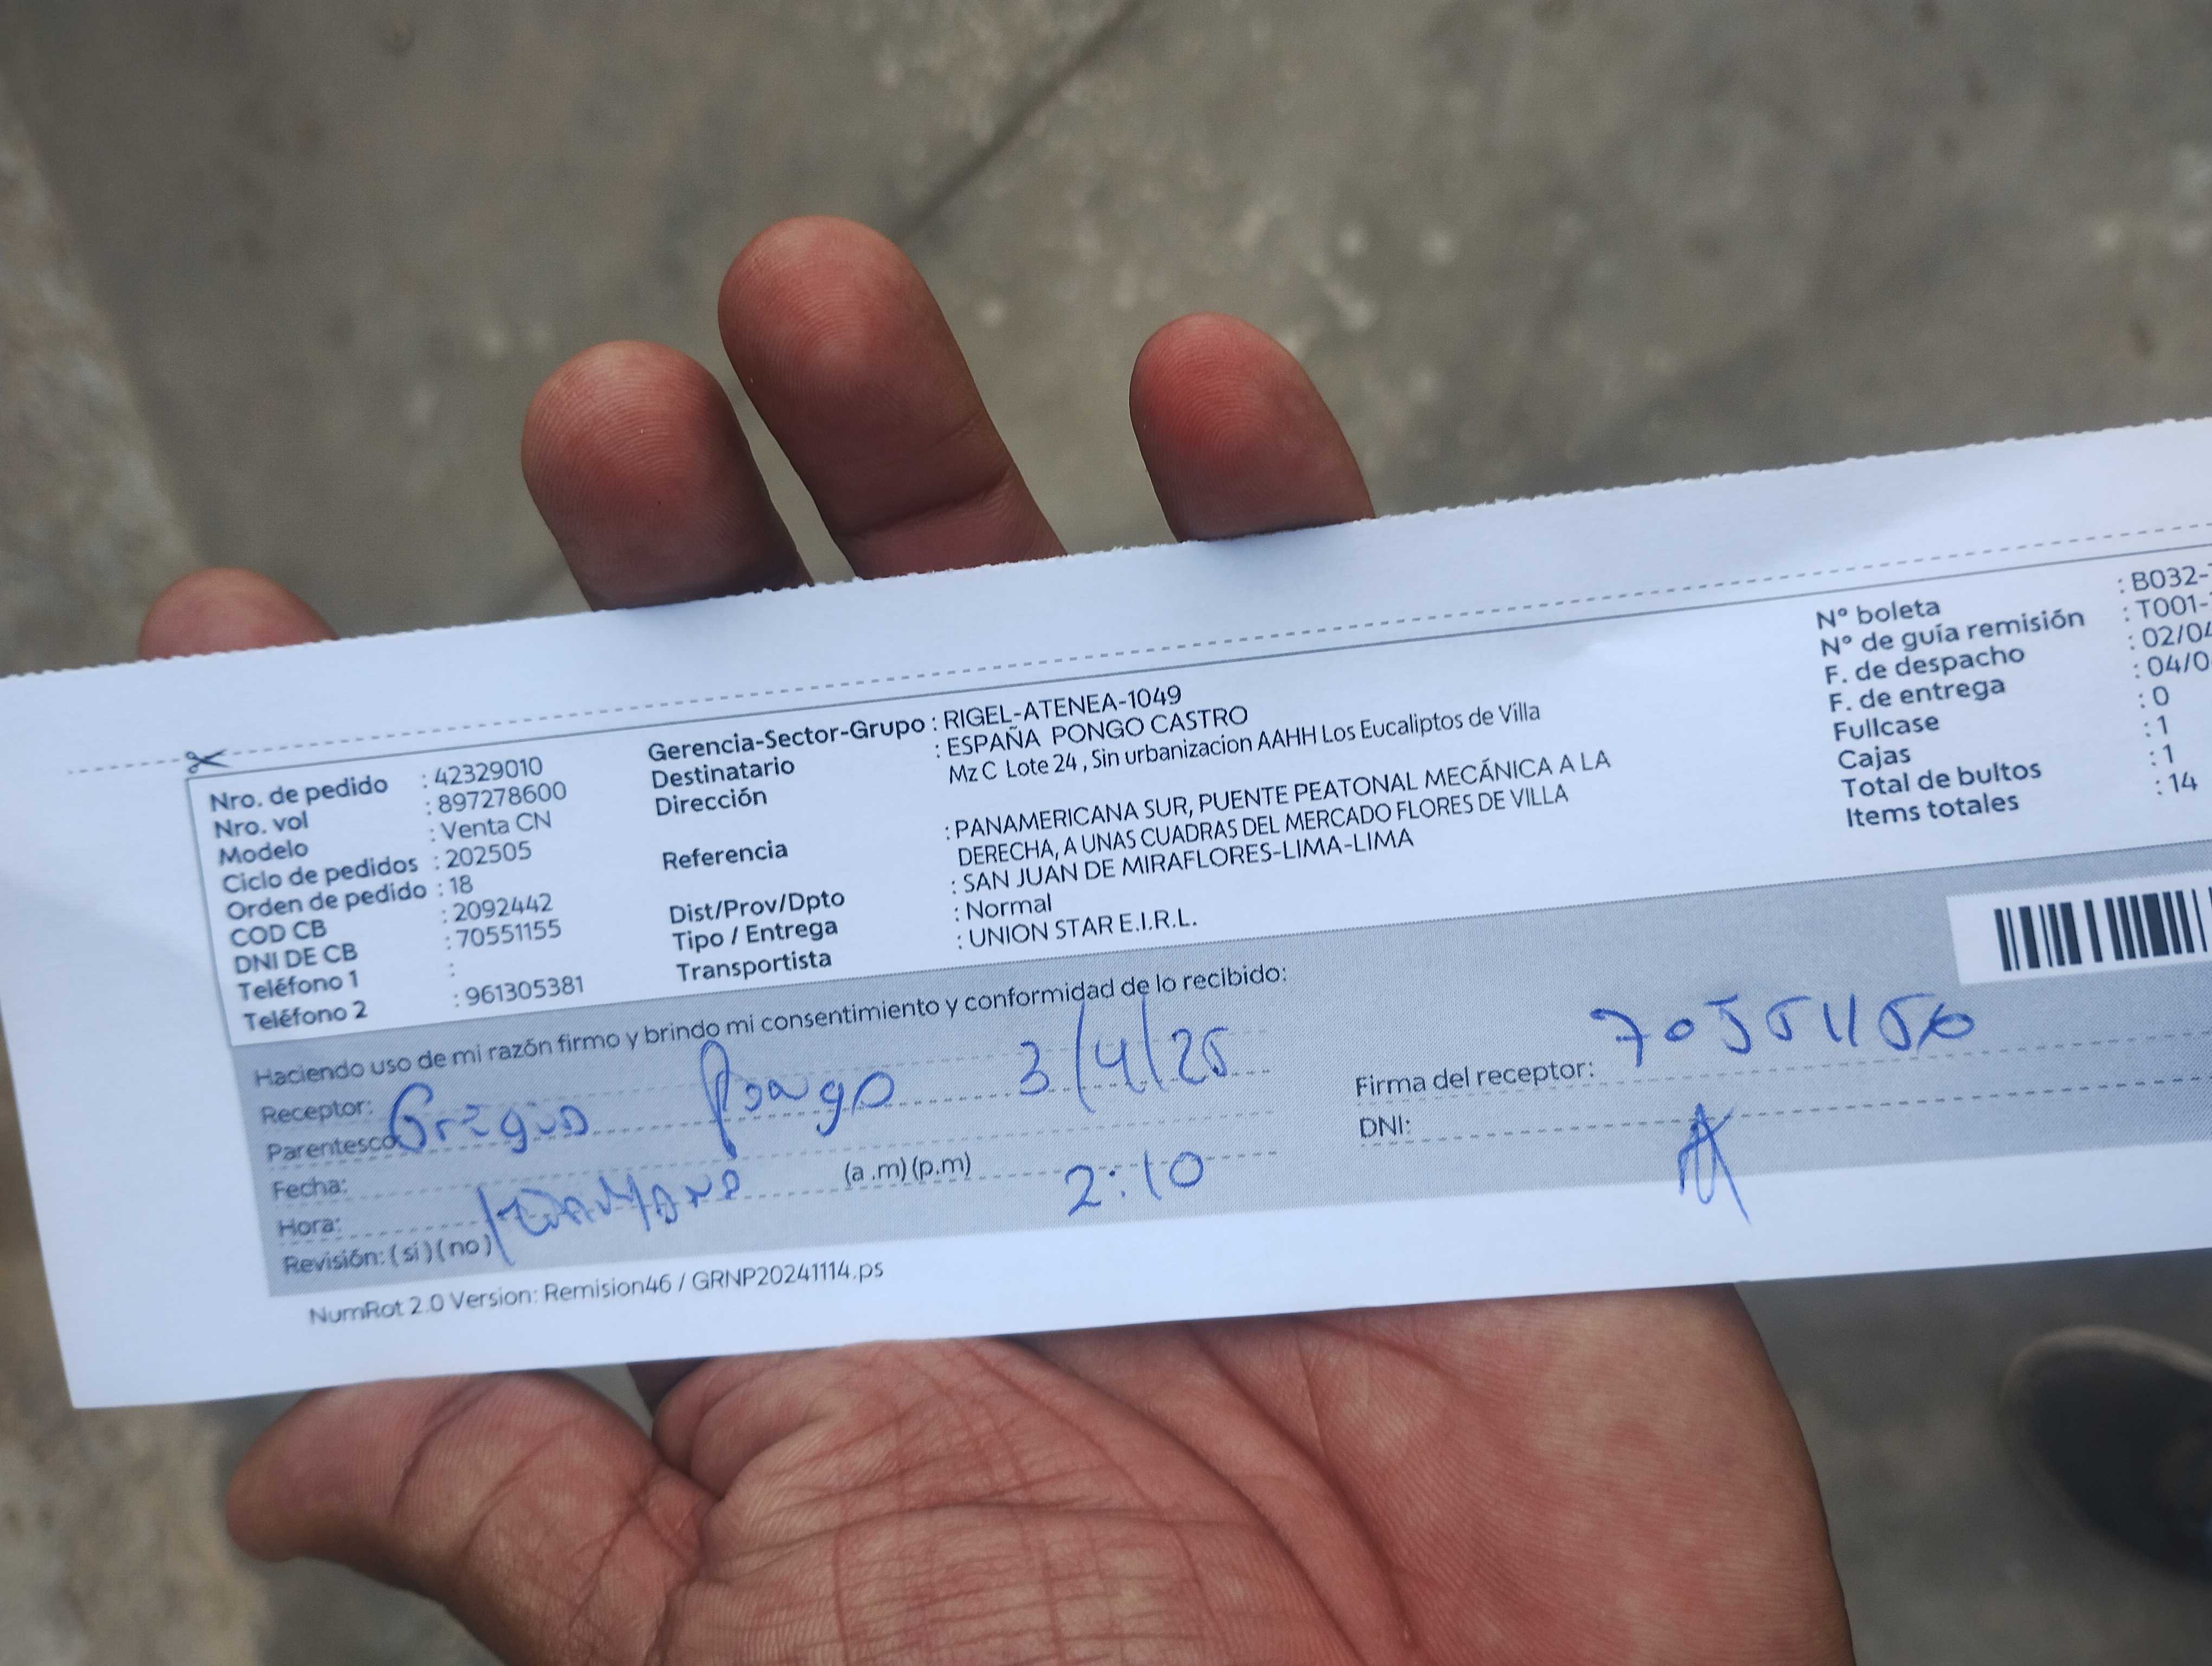 Nro. de pedido : 42329010
Nro. vol : 897278600
Modelo : Venta CN
Ciclo de pedidos : 202505
Orden de pedido : 18
COD CB : 2092442
DNI DE CB : 70551155
Teléfono 1 :
Teléfono 2 : 961305381
Gerencia-Sector-Grupo : RIGEL-ATENEA-1049
Destinatario : ESPAÑA PONGO CASTRO
Dirección Mz C Lote 24 , Sin urbanizacion AAHH Los Eucaliptos de Villa
Referencia : PANAMERICANA SUR, PUENTE PEATONAL MECÁNICA A LA
DERECHA, A UNAS CUADRAS DEL MERCADO FLORES DE VILLA
Dist/Prov/Dpto : SAN JUAN DE MIRAFLORES-LIMA-LIMA
Tipo / Entrega : Normal
Transportista : UNION STAR E.I.R.L.
N° boleta : B032-
N° de guía remisión : T001-
F. de despacho : 02/04
F. de entrega : 04/0
Fullcase : 0
Cajas : 1
Total de bultos : 1
Items totales : 14
Haciendo uso de mi razón firmo y brindo mi consentimiento y conformidad de lo recibido:
Receptor: Pongo 3/4/25
Parentesco:
Fecha:
Hora: (a .m) (p.m) 2:10
Revisión: ( si ) ( no )
Firma del receptor:
DNI:
NumRot 2.0 Version: Remision46 / GRNP20241114.ps